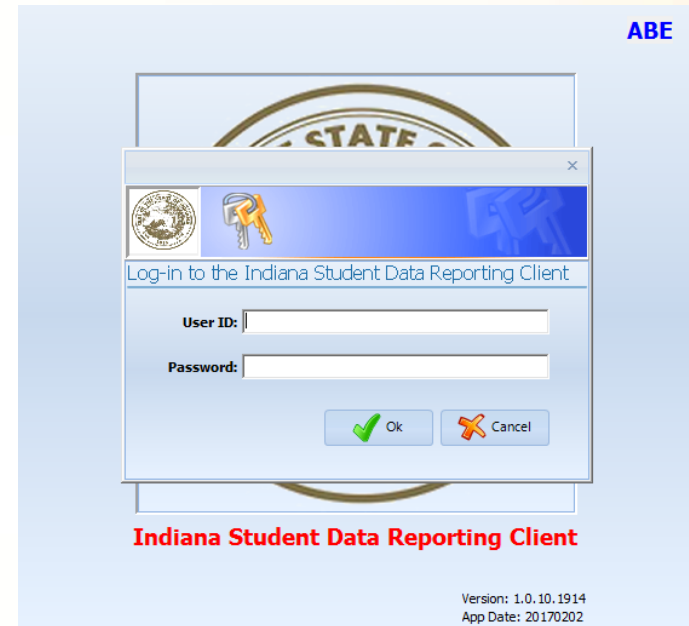 ABE
STATE
Log-in to the Indiana Student Data Reporting Client
User ID:
Password:
Ok
Cancel
Indiana Student Data Reporting Client
Version: 1.0.10.1914
App Date: 20170202